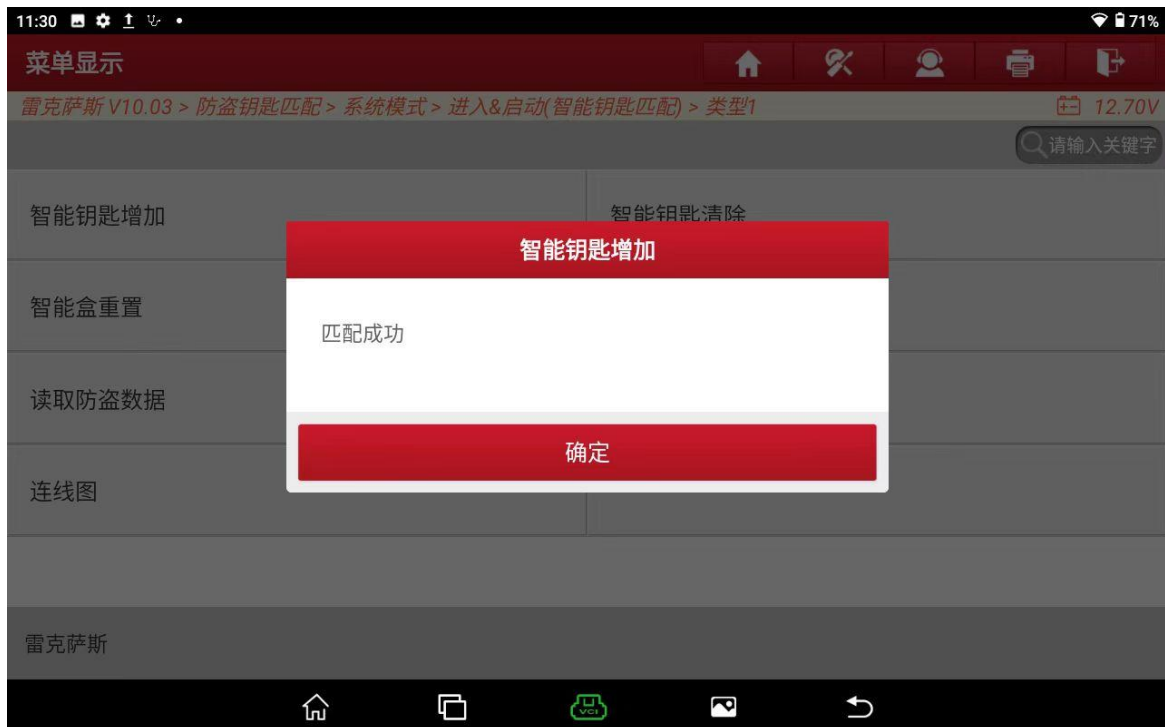 11:30
71%
菜单显示
雷克萨斯 V10.03 > 防盗钥匙匹配 > 系统模式 > 进入&启动(智能钥匙匹配) > 类型1
12.70V
请输入关键字
智能钥匙增加
智能钥匙清除
智能钥匙增加
智能盒重置
匹配成功
读取防盗数据
确定
连线图
雷克萨斯
VCI